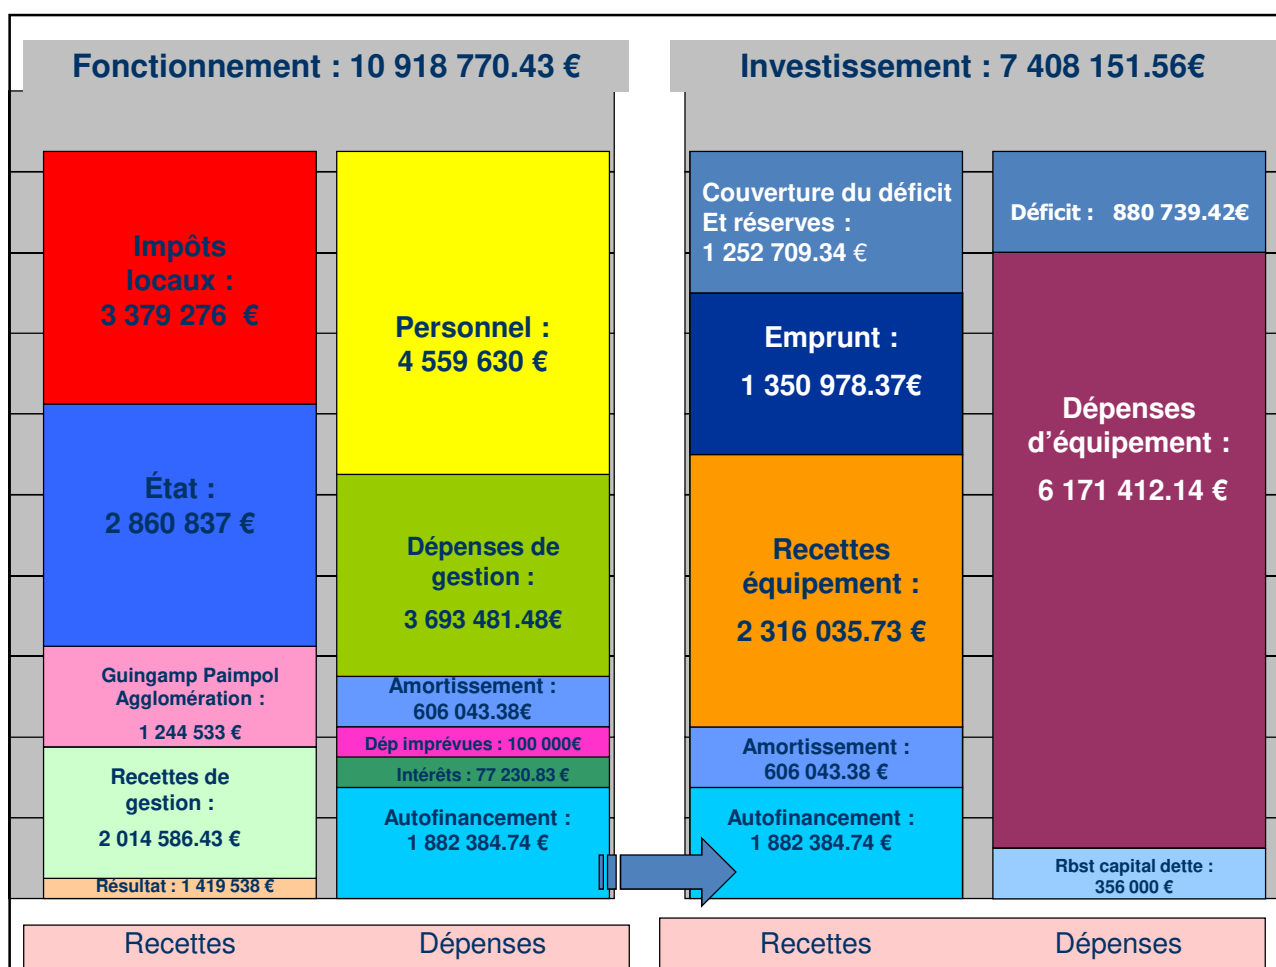 Fonctionnement : 10 918 770.43 €
Impôts
locaux :
3 379 276 €
État :
2 860 837 €
Guingamp Paimpol
Agglomération :
1 244 533 €
Recettes de
gestion :
2 014 586.43 €
Résultat : 1 419 538 €
Recettes
Personnel :
4 559 630 €
Dépenses de
gestion :
3 693 481.48€
Amortissement :
606 043.38€
Dép imprévues : 100 000€
Intérêts : 77 230.83 €
Autofinancement :
1 882 384.74 €
Dépenses
Investissement : 7 408 151.56€
Couverture du déficit
Et réserves :
1 252 709.34 €
Emprunt :
1 350 978.37€
Recettes
équipement :
2 316 035.73 €
Amortissement :
606 043.38 €
Autofinancement :
1 882 384.74 €
Recettes
Déficit : 880 739.42€
Dépenses
d’équipement :
6 171 412.14 €
Rbst capital dette :
356 000 €
Dépenses